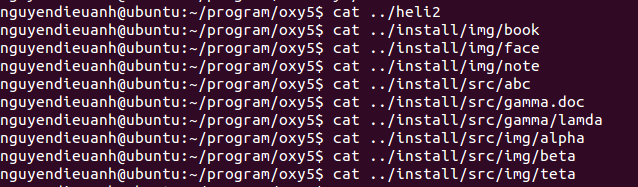 nguyendieuanh@ubuntu:~/program/oxy5$ cat ../heli2
nguyendieuanh@ubuntu:~/program/oxy5$ cat ../install/img/book
nguyendieuanh@ubuntu:~/program/oxy5$ cat ../install/img/face
nguyendieuanh@ubuntu:~/program/oxy5$ cat ../install/img/note
nguyendieuanh@ubuntu:~/program/oxy5$ cat ../install/src/abc
nguyendieuanh@ubuntu:~/program/oxy5$ cat ../install/src/gamma.doc
nguyendieuanh@ubuntu:~/program/oxy5$ cat ../install/src/gamma/lamda
nguyendieuanh@ubuntu:~/program/oxy5$ cat ../install/src/img/alpha
nguyendieuanh@ubuntu:~/program/oxy5$ cat ../install/src/img/beta
nguyendieuanh@ubuntu:~/program/oxy5$ cat ../install/src/img/teta